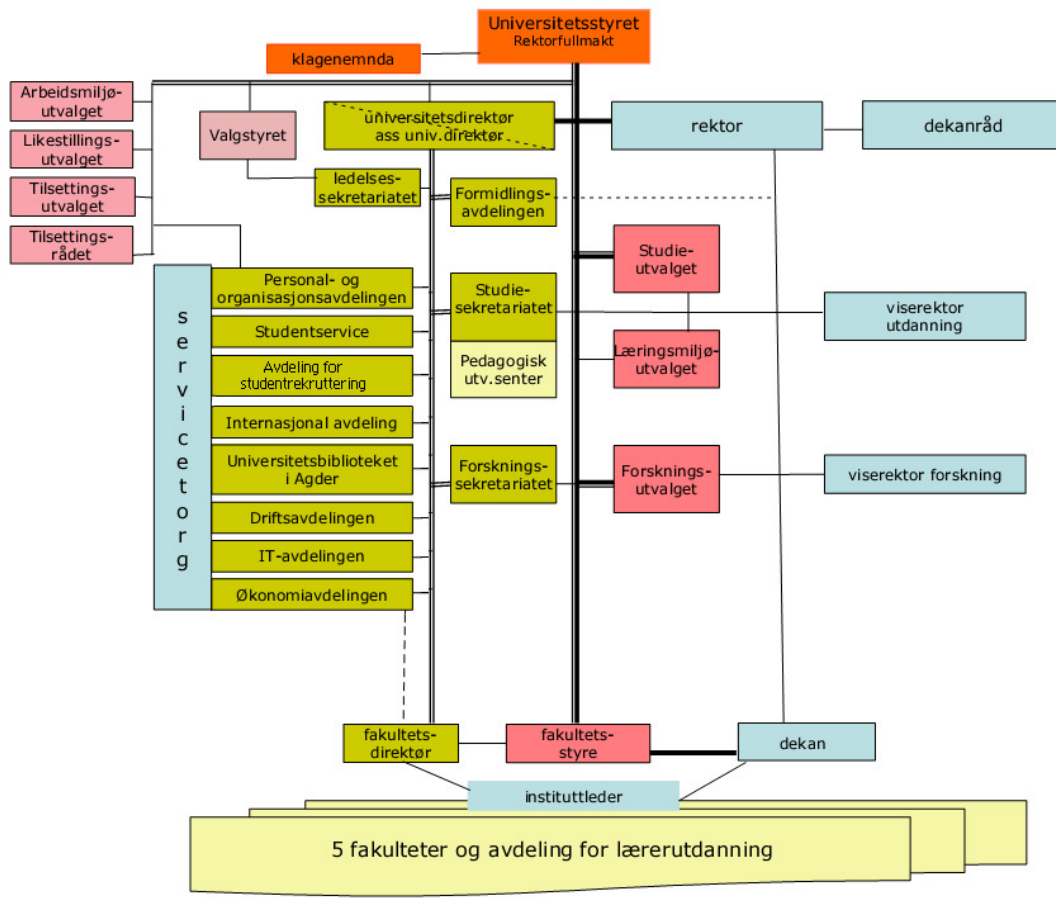 Universitetsstyret
Rektorfullmakt
klagenemnda
Arbeidsmiljø-
utvalget
Likestillings-
utvalget
Tilsettings-
utvalget
Tilsettings-
rådet
Valgstyret
universitetsdirektør
ass univ.direktør
rektor
dekanråd
ledelses-
sekretariatet
Formidlings-
avdelingen
Studie-
utvalget
servicetorg
Personal- og
organisasjonsavdelingen
Studentservice
Avdeling for
studentrekruttering
Internasjonal avdeling
Universitetsbiblioteket
i Agder
Driftsavdelingen
IT-avdelingen
Økonomiavdelingen
Studie-
sekretariatet
Pedagogisk
utv.senter
Læringsmiljø-
utvalget
viserektor
utdanning
Forsknings-
sekretariatet
Forsknings-
utvalget
viserektor forskning
fakultets-
direktør
fakultets-
styre
dekan
instituttleder
5 fakulteter og avdeling for lærerutdanning